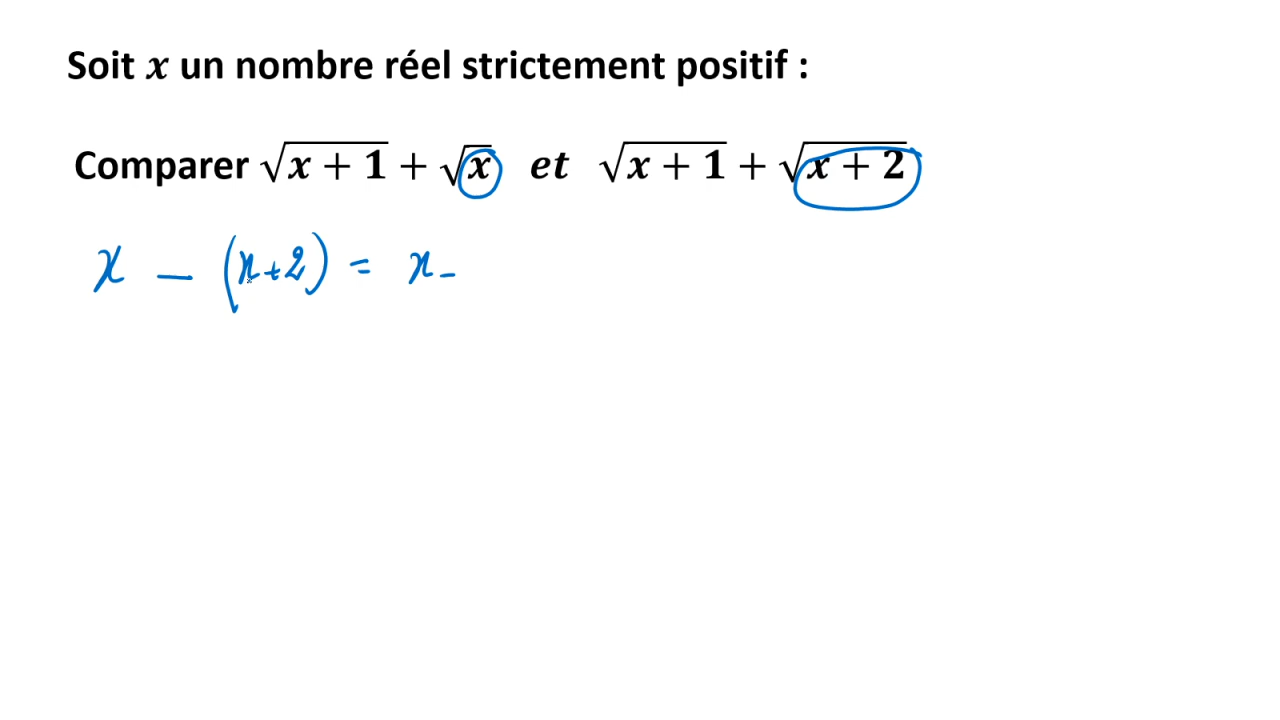 Soit x un nombre réel strictement positif :
Comparer √(x + 1) + √x et √(x + 1) + √(x + 2)
x − (x+2) = x −